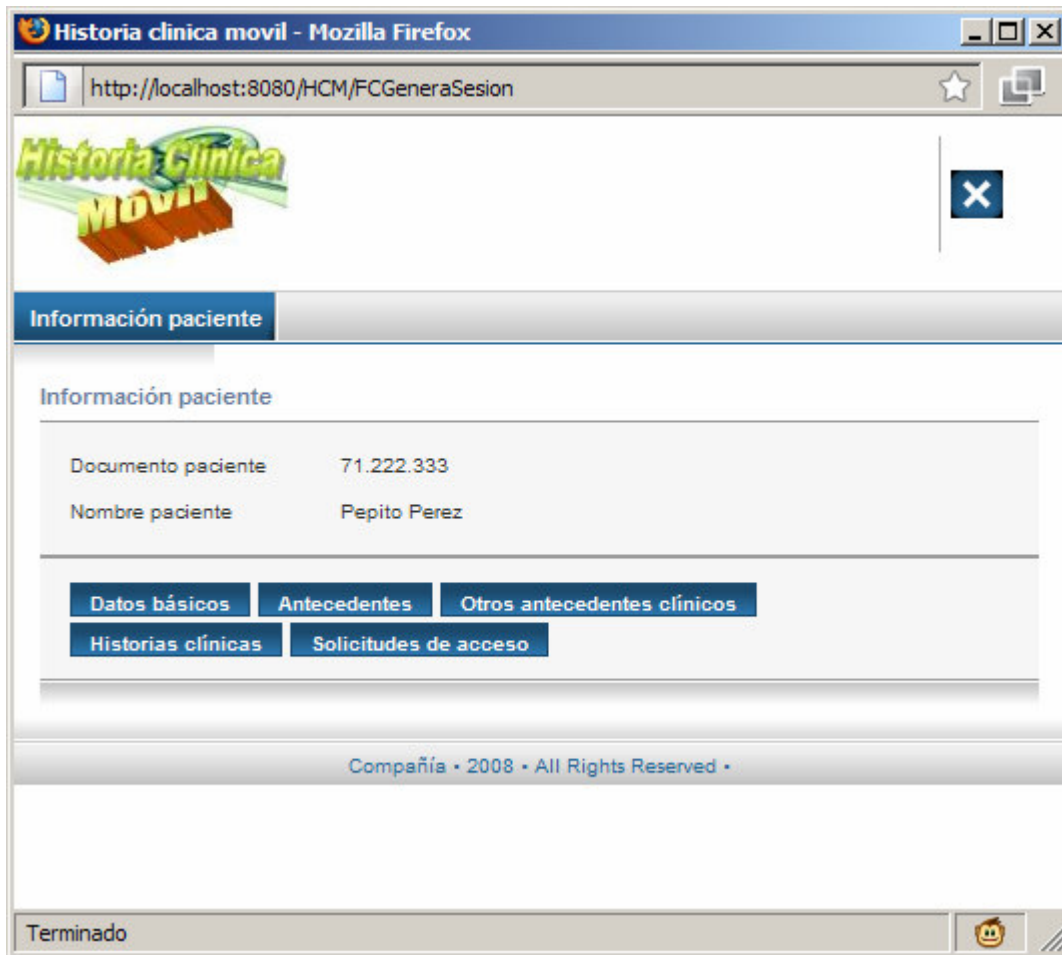 Historia clinica movil - Mozilla Firefox
http://localhost:8080/HCM/FCGeneraSesion
Historia Clinica
Movil
Información paciente
Información paciente
Documento paciente 71.222.333
Nombre paciente Pepito Perez
Datos básicos Antecedentes Otros antecedentes clínicos
Historias clínicas Solicitudes de acceso
Compañía • 2008 • All Rights Reserved •
Terminado